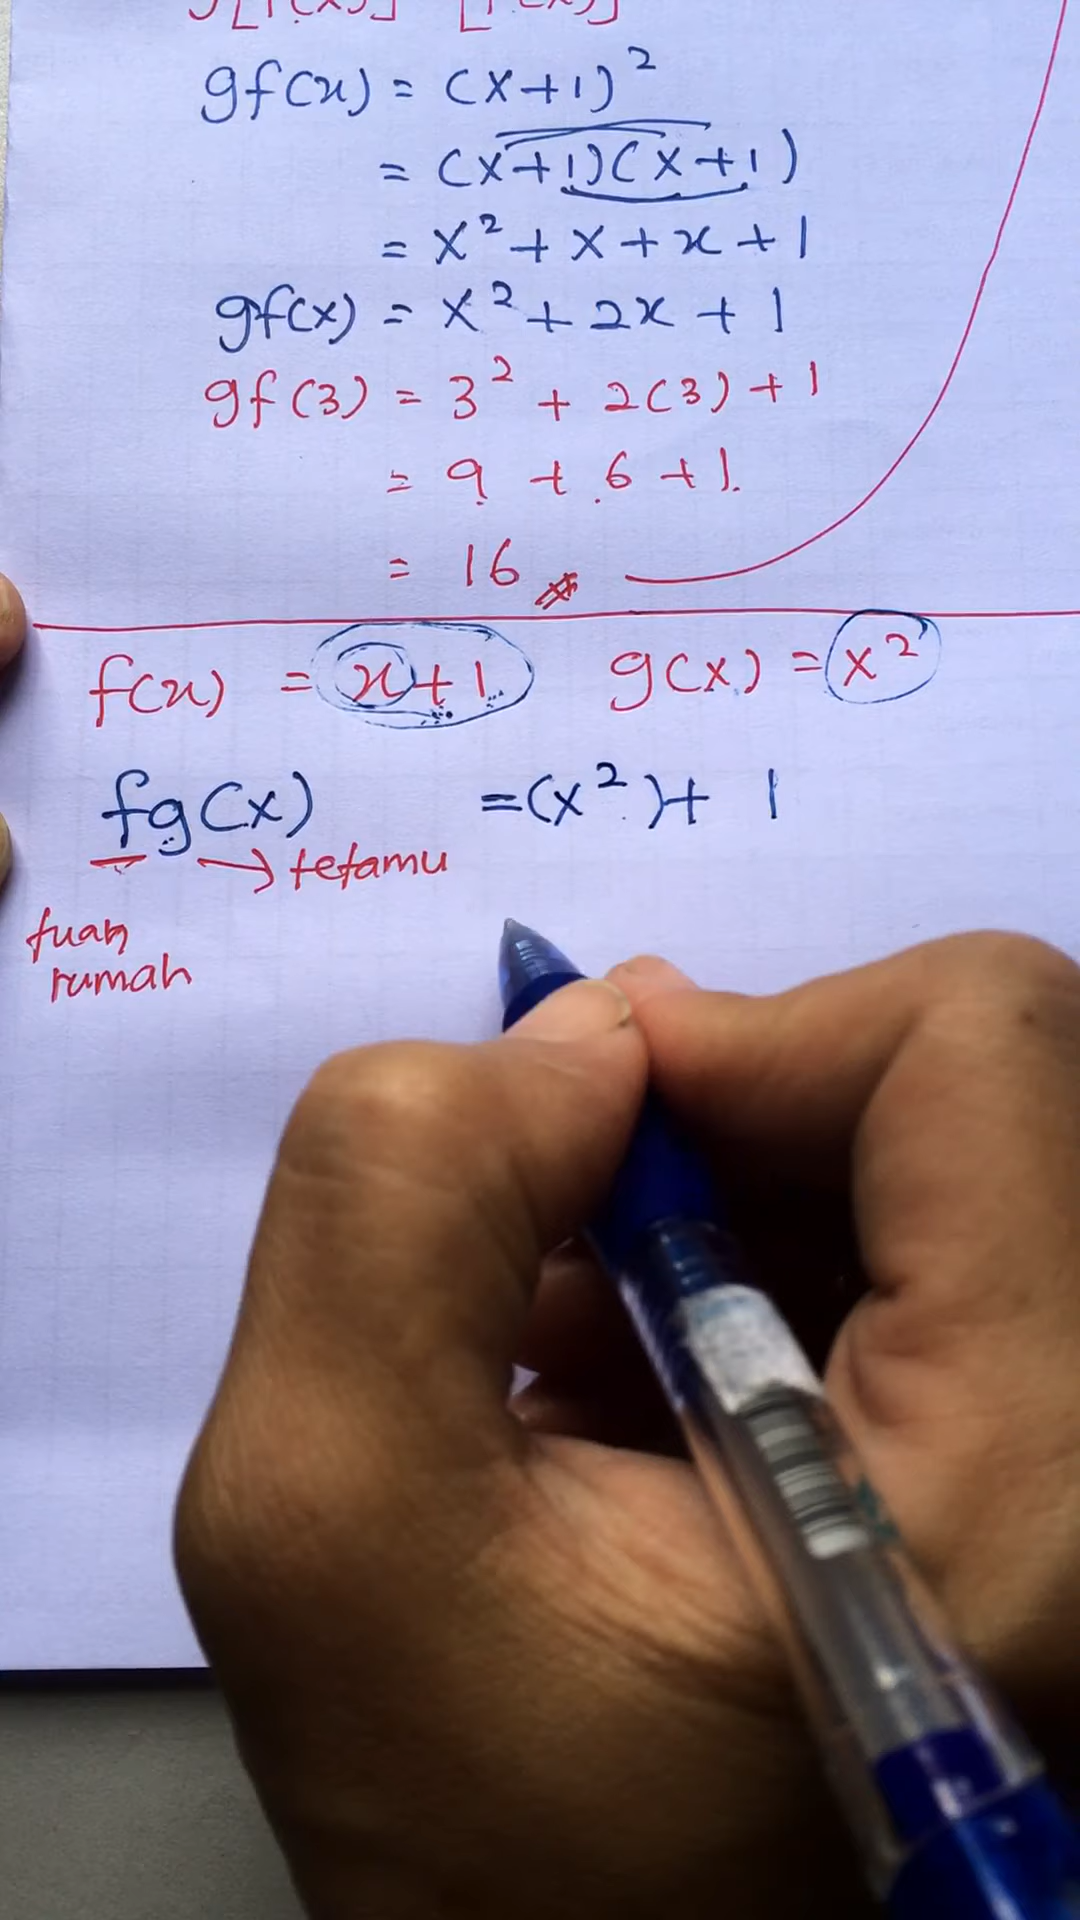 gf(x) = (x+1)²
= (x+1)(x+1)
= x² + x + x + 1
gf(x) = x² + 2x + 1
gf(3) = 3² + 2(3) + 1
= 9 + 6 + 1
= 16
f(x) = x+1 g(x) = x²
fg(x) = (x²) + 1
→ tetamu
tuan
rumah